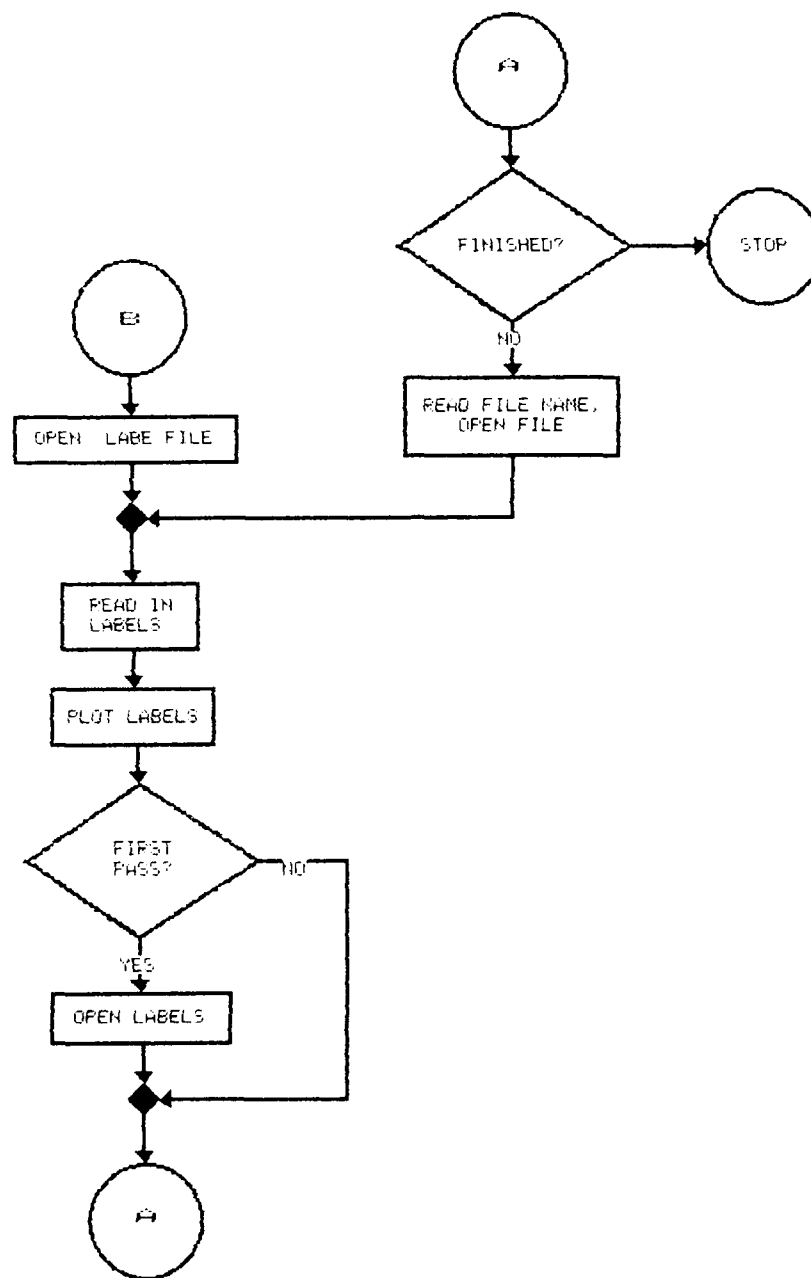 A
FINISHED?
STOP
NO
READ FILE NAME,
OPEN FILE
B
OPEN LABE FILE
READ IN
LABELS
PLOT LABELS
FIRST
PASS?
NO
YES
OPEN LABELS
A